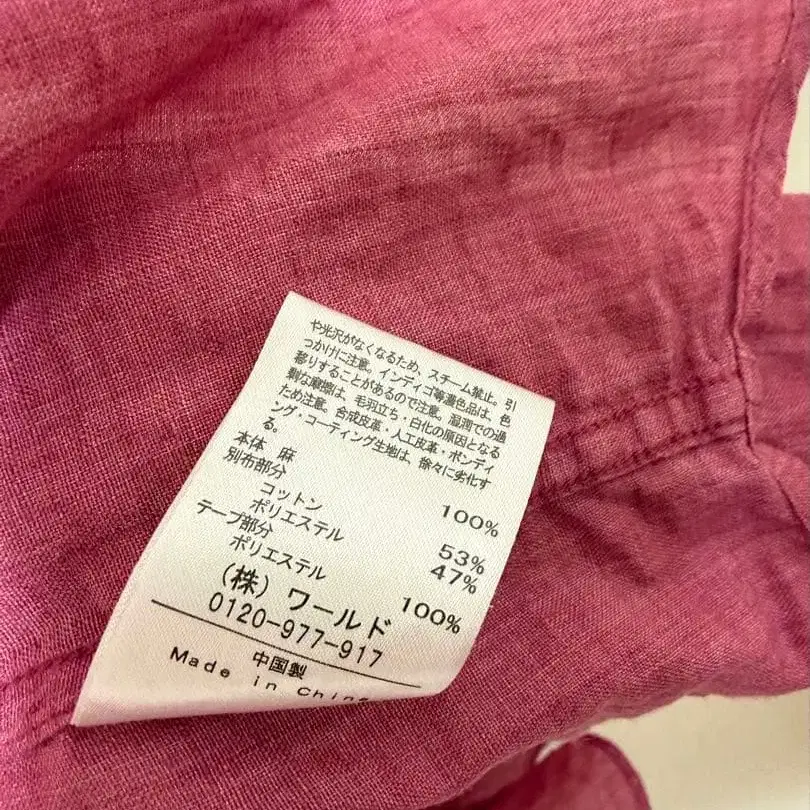 や光沢がなくなるため、スチーム禁止。引
っかけに注意。インディゴ等濃色品は、色
移りすることがあるので注意。湿潤での過
剰な摩擦は、毛羽立ち・白化の原因となる
ため注意。合成皮革・人工皮革・ボンディ
ング・コーティング生地は、徐々に劣化す
る。
本体 麻 100%
別布部分
コットン 53%
ポリエステル 47%
テープ部分
ポリエステル 100%
(株) ワールド
0120-977-917
中国製
Made in China